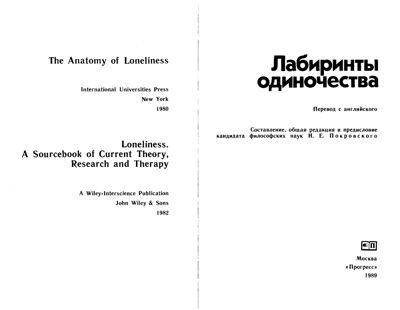 The Anatomy of Loneliness
International Universities Press
New York
1980
Loneliness.
A Sourcebook of Current Theory,
Research and Therapy
A Wiley-Interscience Publication
John Wiley & Sons
1982
Лабиринты
одиночества
Перевод с английского
Составление, общая редакция и предисловие
кандидата философских наук Н. Е. Покровского
Москва
«Прогресс»
1989